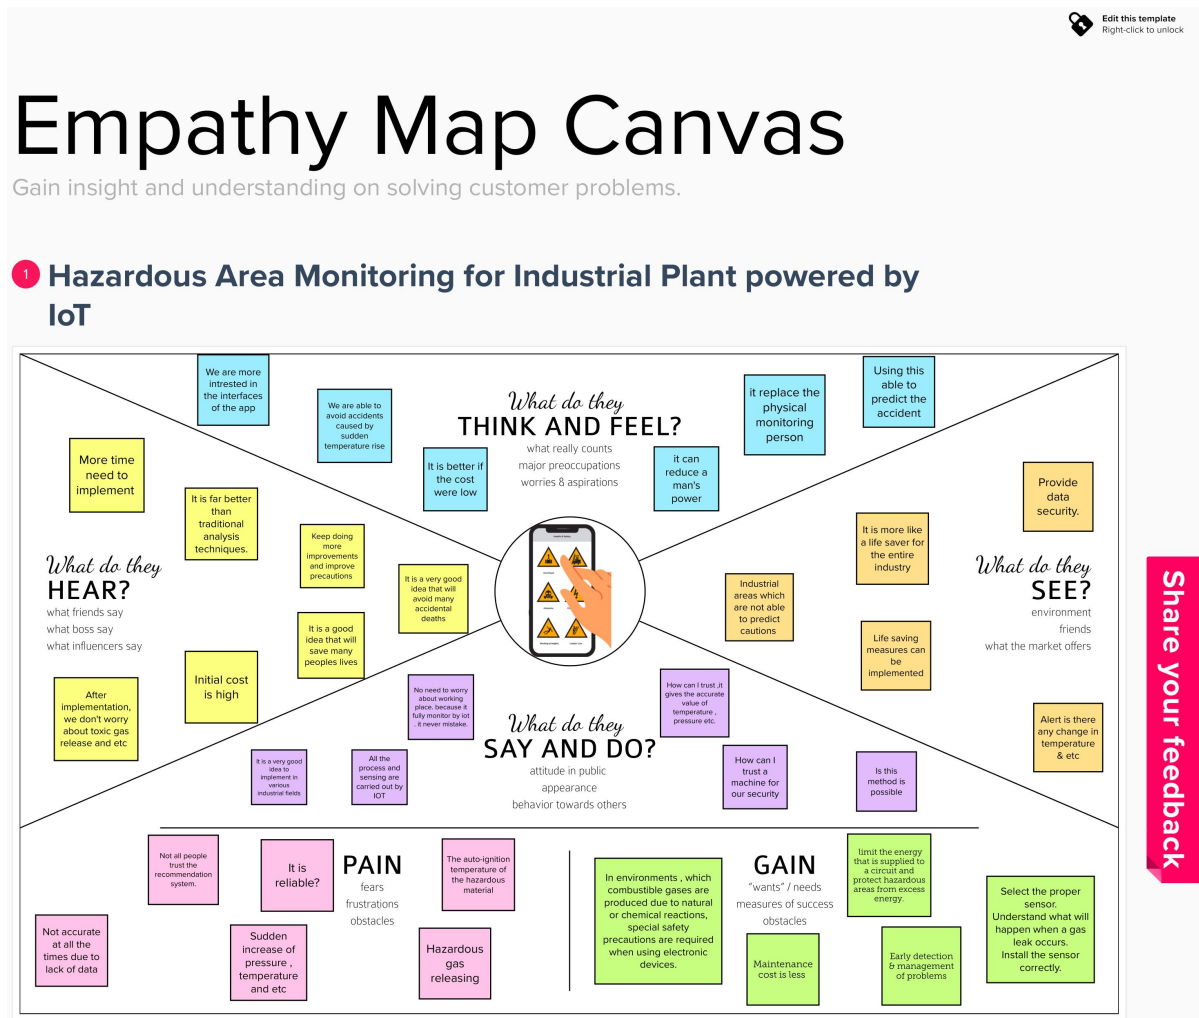 Edit this template
Right-click to unlock
Empathy Map Canvas
Gain insight and understanding on solving customer problems.
1
Hazardous Area Monitoring for Industrial Plant powered by
IoT
What do they
THINK AND FEEL?
what really counts
major preoccupations
worries & aspirations
We are more
intrested in
the interfaces
of the app
We are able to
avoid accidents
caused by
sudden
temperature rise
It is better if
the cost
were low
it can
reduce a
man's
power
it replace the
physical
monitoring
person
Using this
able to
predict the
accident
What do they
HEAR?
what friends say
what boss say
what influencers say
More time
need to
implement
It is far better
than
traditional
analysis
techniques.
Keep doing
more
improvements
and improve
precautions
It is a very good
idea that will
avoid many
accidental
deaths
It is a good
idea that will
save many
peoples lives
Initial cost
is high
After
implementation,
we don't worry
about toxic gas
release and etc
What do they
SEE?
environment
friends
what the market offers
Provide
data
security.
It is more like
a life saver for
the entire
industry
Industrial
areas which
are not able
to predict
cautions
Life saving
measures can
be
implemented
Alert is there
any change in
temperature
& etc
What do they
SAY AND DO?
attitude in public
appearance
behavior towards others
No need to worry
about working
place. because it
fully monitor by iot
. it never mistake.
It is a very good
idea to
implement in
various
industrial fields
All the
process and
sensing are
carried out by
IOT
How can I trust ,it
gives the accurate
value of
temperature ,
pressure etc.
How can I
trust a
machine for
our security
Is this
method is
possible
PAIN
fears
frustrations
obstacles
Not all people
trust the
recommendation
system.
It is
reliable?
The auto-ignition
temperature of
the hazardous
material
Not accurate
at all the
times due to
lack of data
Sudden
increase of
pressure ,
temperature
and etc
Hazardous
gas
releasing
GAIN
"wants" / needs
measures of success
obstacles
In environments , which
combustible gases are
produced due to natural
or chemical reactions,
special safety
precautions are required
when using electronic
devices.
limit the energy
that is supplied to
a circuit and
protect hazardous
areas from excess
energy.
Maintenance
cost is less
Early detection
& management
of problems
Select the proper
sensor.
Understand what will
happen when a gas
leak occurs.
Install the sensor
correctly.
Share your feedback